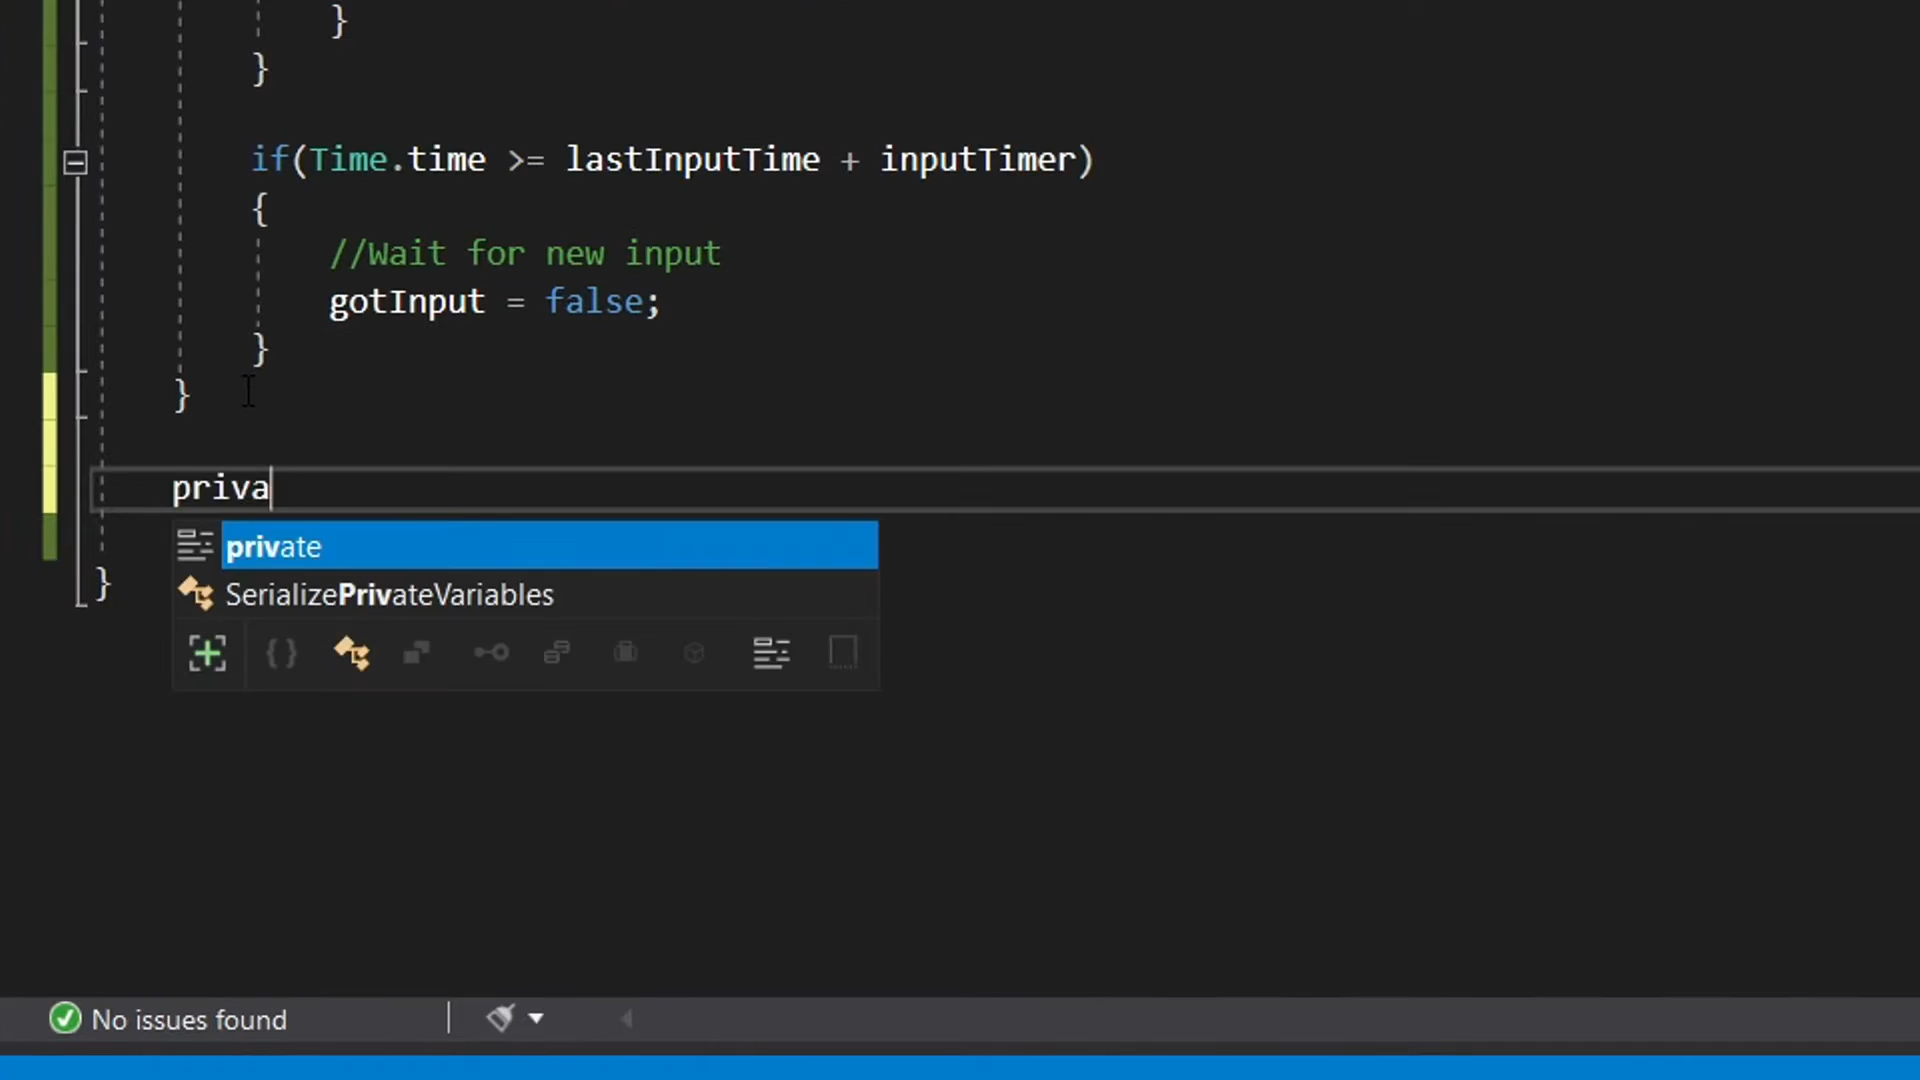 }
}
if(Time.time >= lastInputTime + inputTimer)
{
//Wait for new input
gotInput = false;
}
}
priva
private
SerializePrivateVariables
}
No issues found